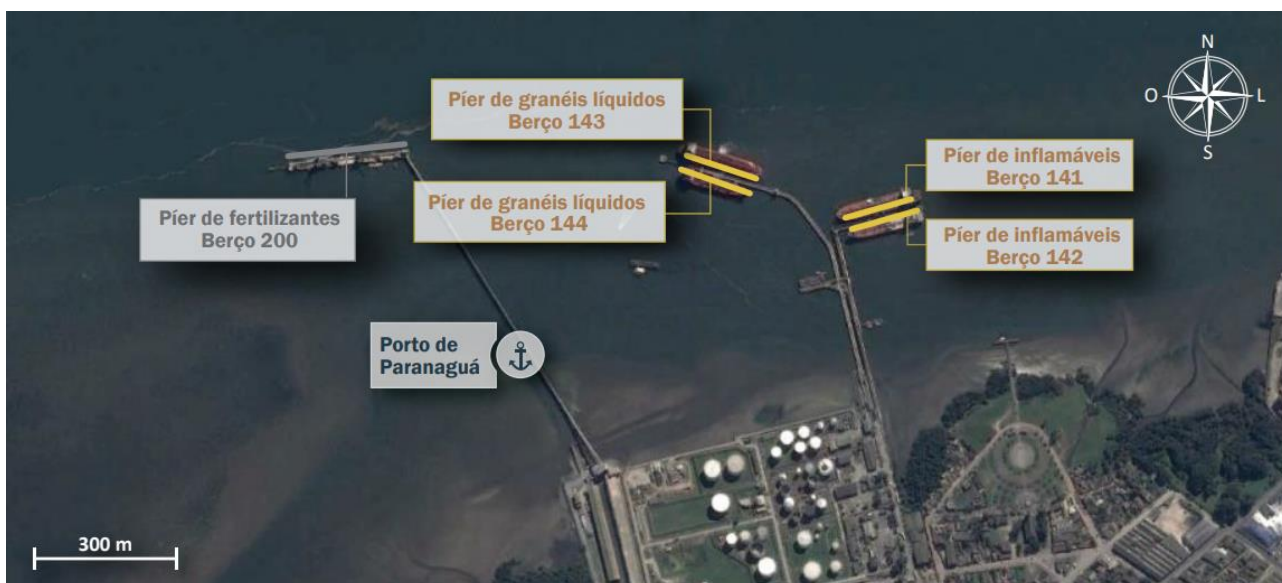 N
O
L
S
Píer de granéis líquidos
Berço 143
Píer de inflamáveis
Berço 141
Píer de granéis líquidos
Berço 144
Píer de fertilizantes
Berço 200
Píer de inflamáveis
Berço 142
Porto de
Paranaguá
300 m